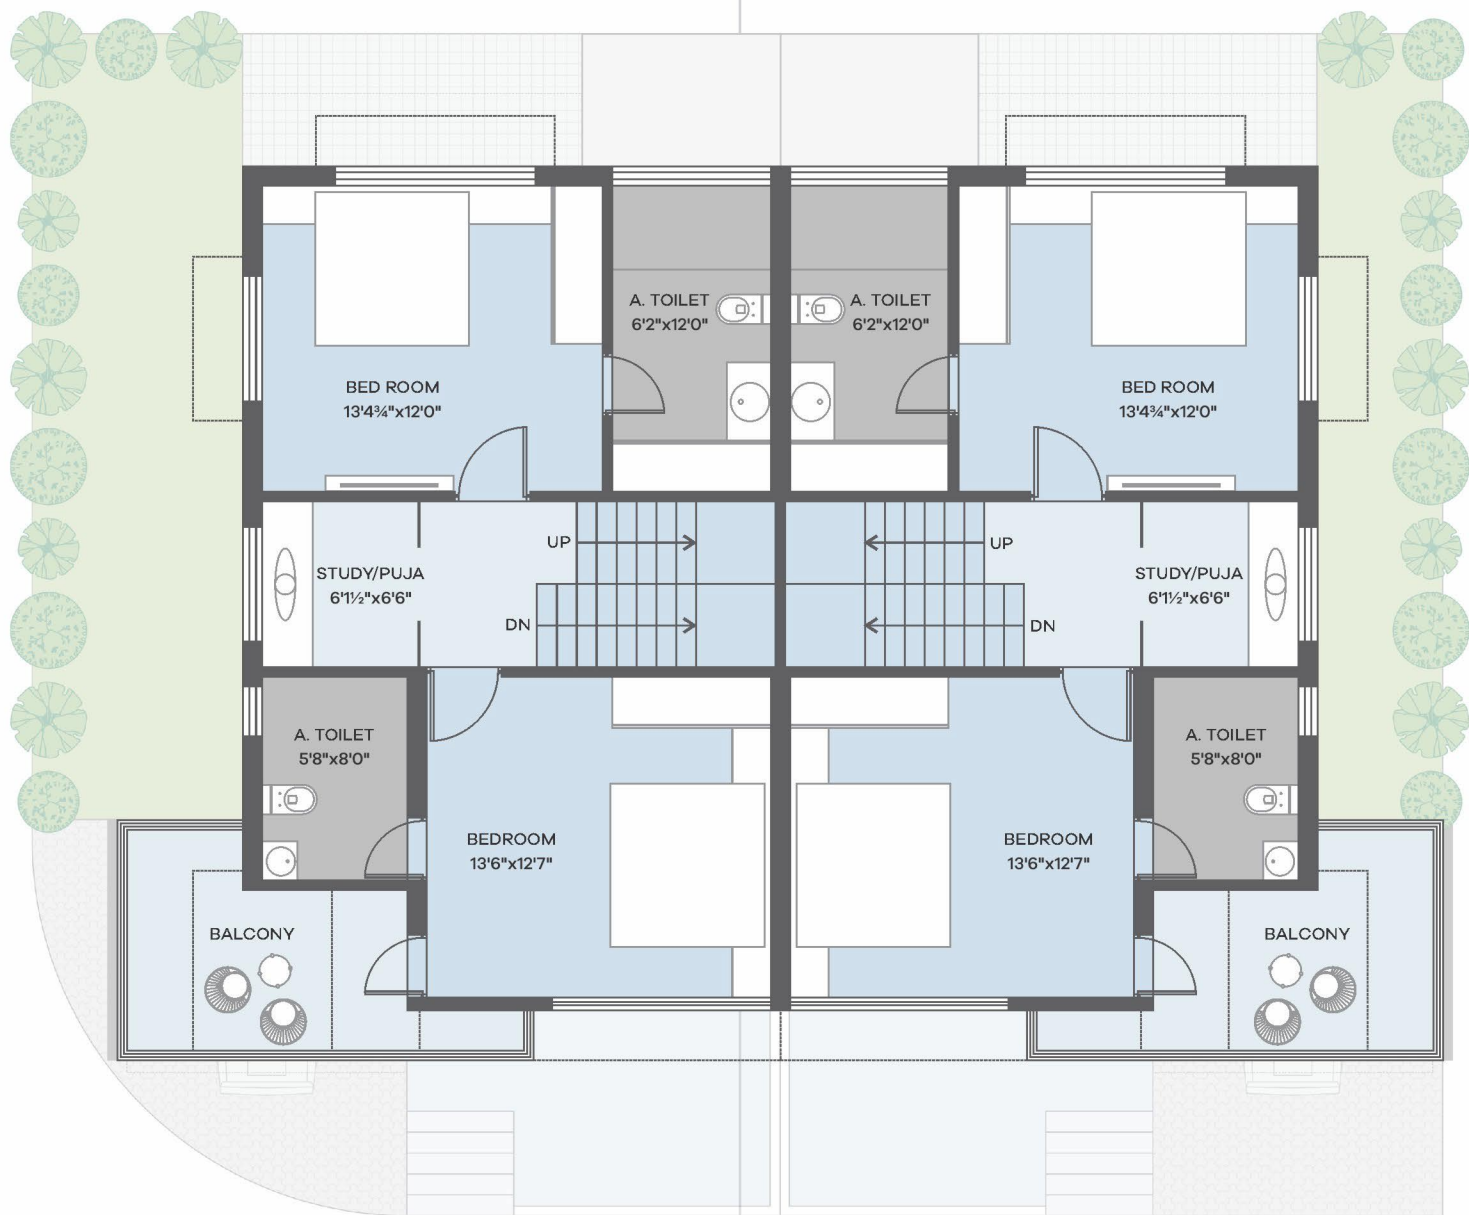 A. TOILET
6'2"x12'0"
A. TOILET
6'2"x12'0"
BED ROOM
13'4¾"x12'0"
BED ROOM
13'4¾"x12'0"
UP
UP
STUDY/PUJA
6'1½"x6'6"
STUDY/PUJA
6'1½"x6'6"
DN
DN
A. TOILET
5'8"x8'0"
A. TOILET
5'8"x8'0"
BEDROOM
13'6"x12'7"
BEDROOM
13'6"x12'7"
BALCONY
BALCONY